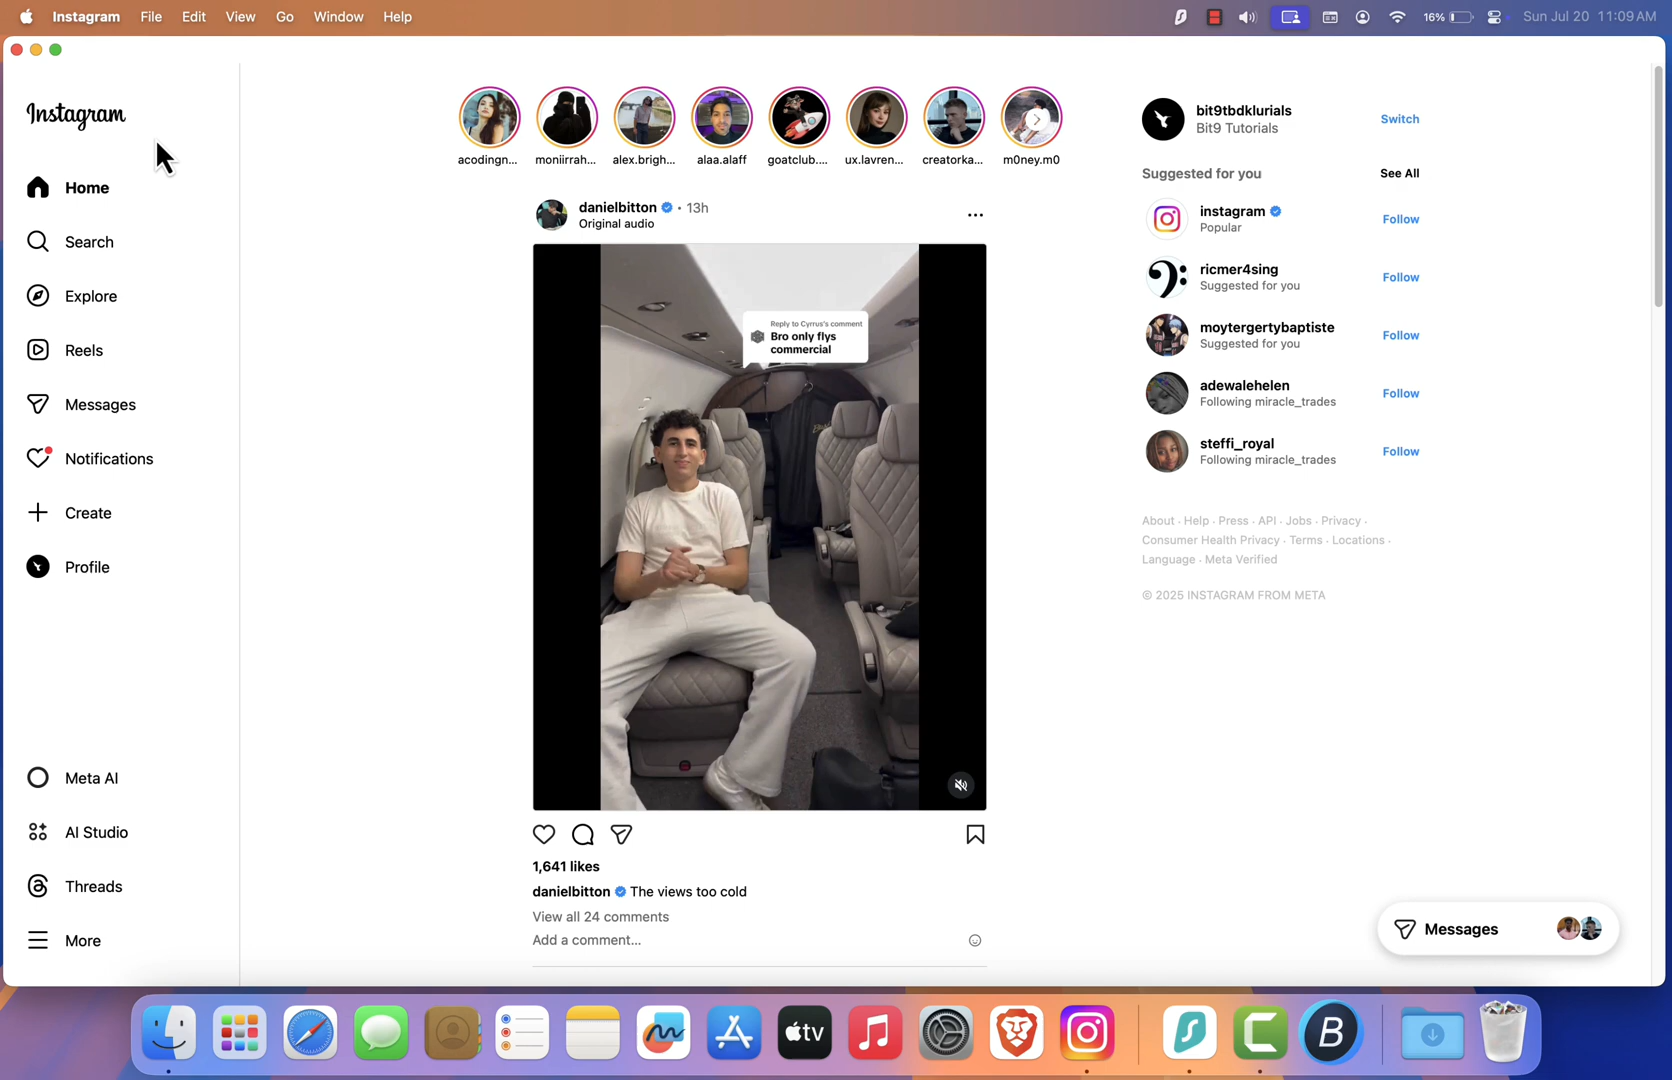 Instagram File Edit View Go Window Help
16% Sun Jul 20 11:09 AM
Instagram
Home
Search
Explore
Reels
Messages
Notifications
Create
Profile
Meta AI
AI Studio
Threads
More
acodingn... moniirrah... alex.brigh... alaa.alaff goatclub.... ux.lavren... creatorka... m0ney.m0
danielbitton • 13h
Original audio
Reply to Cyrrus's comment
Bro only flys
commercial
1,641 likes
danielbitton The views too cold
View all 24 comments
Add a comment...
bit9tbdklurials
Bit9 Tutorials
Switch
Suggested for you See All
instagram
Popular
Follow
ricmer4sing
Suggested for you
Follow
moytergertybaptiste
Suggested for you
Follow
adewalehelen
Following miracle_trades
Follow
steffi_royal
Following miracle_trades
Follow
About · Help · Press · API · Jobs · Privacy ·
Consumer Health Privacy · Terms · Locations ·
Language · Meta Verified
© 2025 INSTAGRAM FROM META
Messages
tv
B